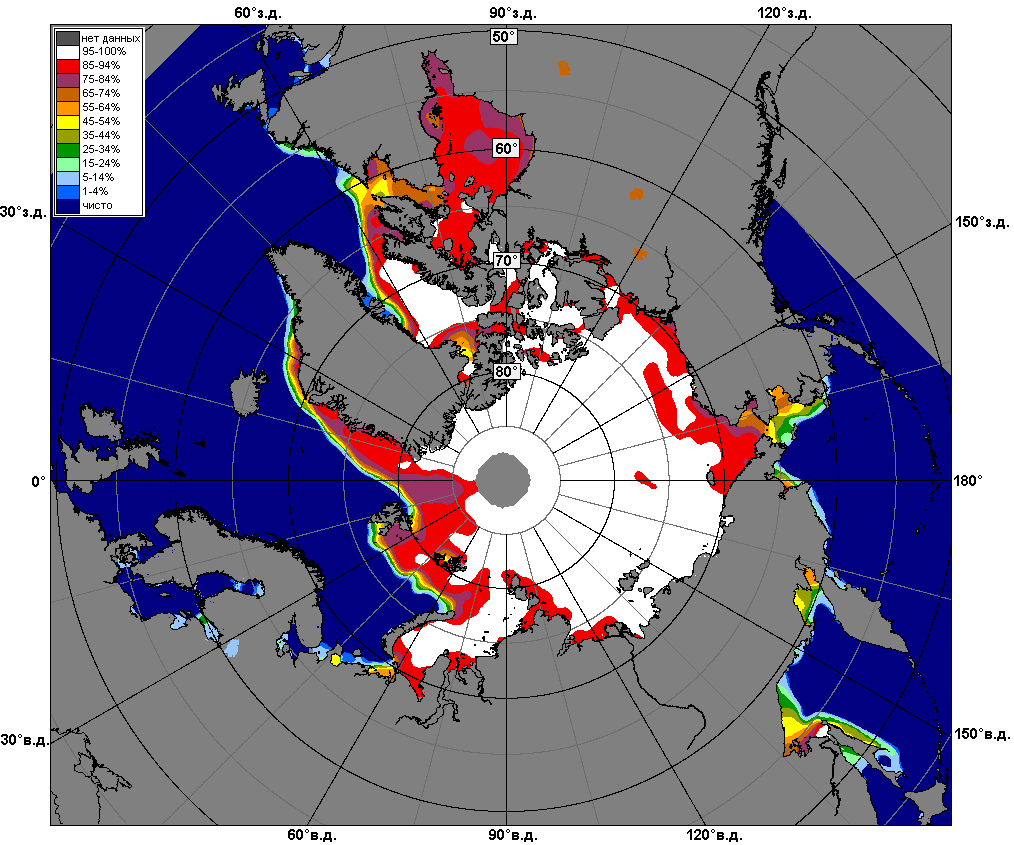 60°з.д.
90°з.д.
120°з.д.
50°
нет данных
95-100%
85-94%
75-84%
65-74%
55-64%
45-54%
35-44%
25-34%
15-24%
5-14%
1-4%
чисто
60°
30°з.д.
150°з.д.
70°
80°
0°
180°
30°в.д.
150°в.д.
60°в.д.
90°в.д.
120°в.д.